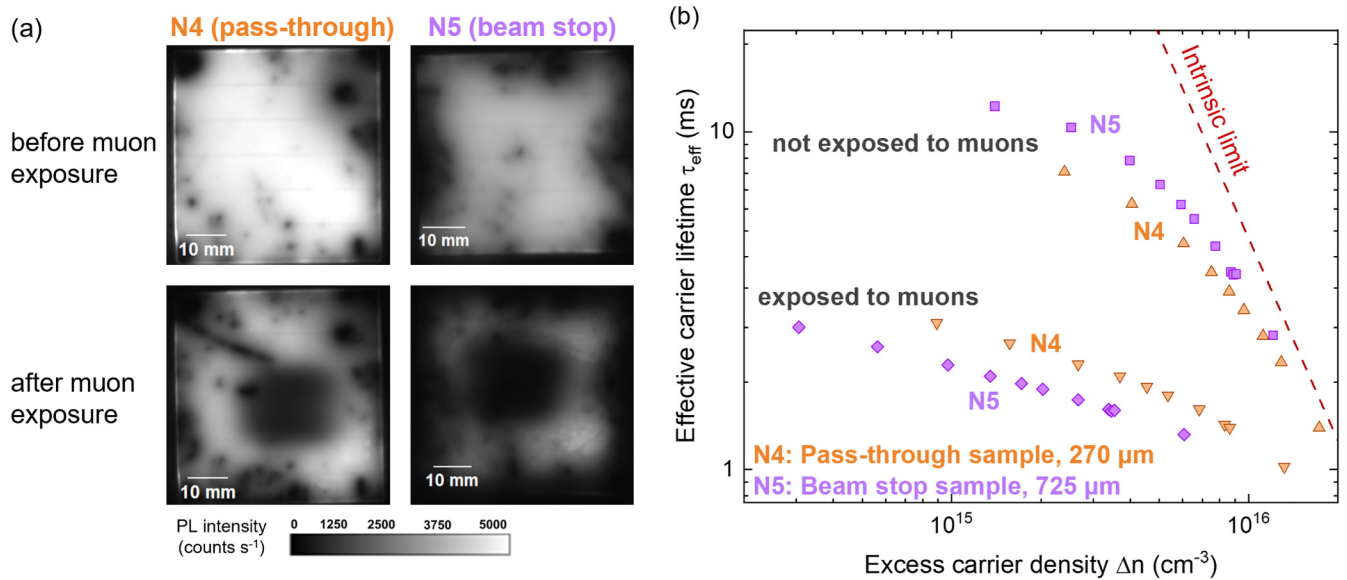 (a)
N4 (pass-through)
N5 (beam stop)
before muon
exposure
10 mm
10 mm
after muon
exposure
10 mm
10 mm
PL intensity
(counts s⁻¹)
0 1250 2500 3750 5000
(b)
Effective carrier lifetime τeff (ms)
10
1
not exposed to muons
N5
N4
Intrinsic limit
exposed to muons
N4
N5
N4: Pass-through sample, 270 µm
N5: Beam stop sample, 725 µm
10¹⁵
10¹⁶
Excess carrier density Δn (cm⁻³)